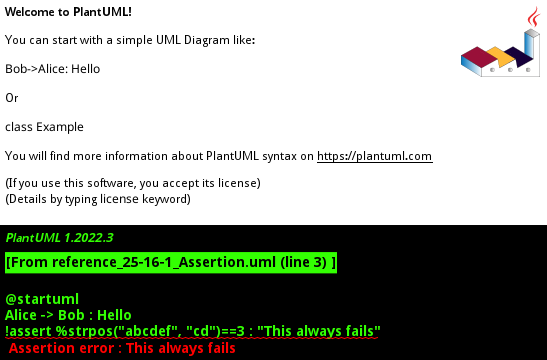 Welcome to PlantUML!
You can start with a simple UML Diagram like:
Bob->Alice: Hello
Or
class Example
You will find more information about PlantUML syntax on https://plantuml.com
(If you use this software, you accept its license)
(Details by typing license keyword)
PlantUML 1.2022.3
[From reference_25-16-1_Assertion.uml (line 3) ]
@startuml
Alice -> Bob : Hello
!assert %strpos("abcdef", "cd")==3 : "This always fails"
Assertion error : This always fails